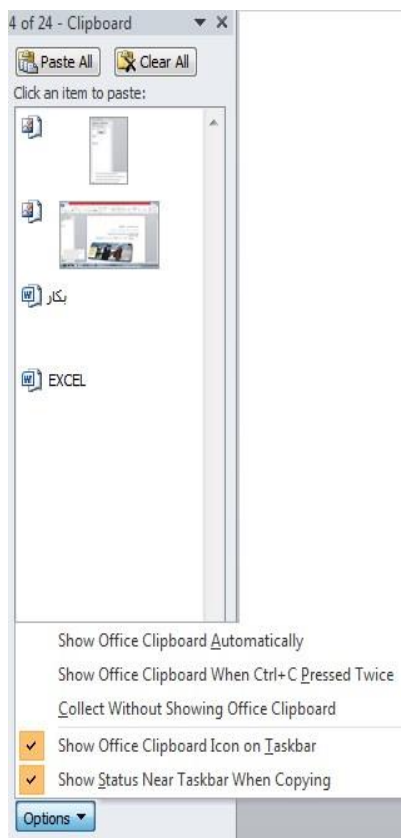 4 of 24 - Clipboard
Paste All Clear All
Click an item to paste:
بكار
EXCEL
Show Office Clipboard Automatically
Show Office Clipboard When Ctrl+C Pressed Twice
Collect Without Showing Office Clipboard
Show Office Clipboard Icon on Taskbar
Show Status Near Taskbar When Copying
Options